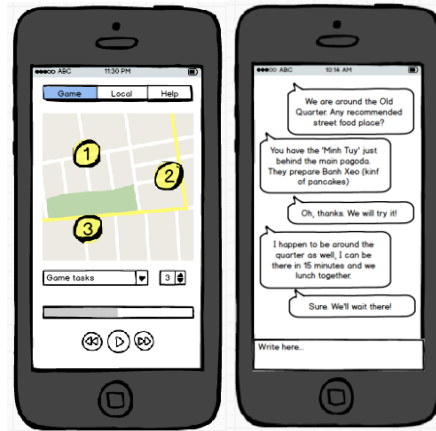 ABC 11:30 PM
Game Local Help
1
2
3
Game tasks 3
ABC 10:14 AM
We are around the Old
Quarter. Any recommended
street food place?
You have the 'Minh Tuy' just
behind the main pagoda.
They prepare Banh Xeo (kinf
of pancakes)
Oh, thanks. We will try it!
I happen to be around the
quarter as well, I can be
there in 15 minutes and we
lunch together.
Sure. We'll wait there!
Write here...